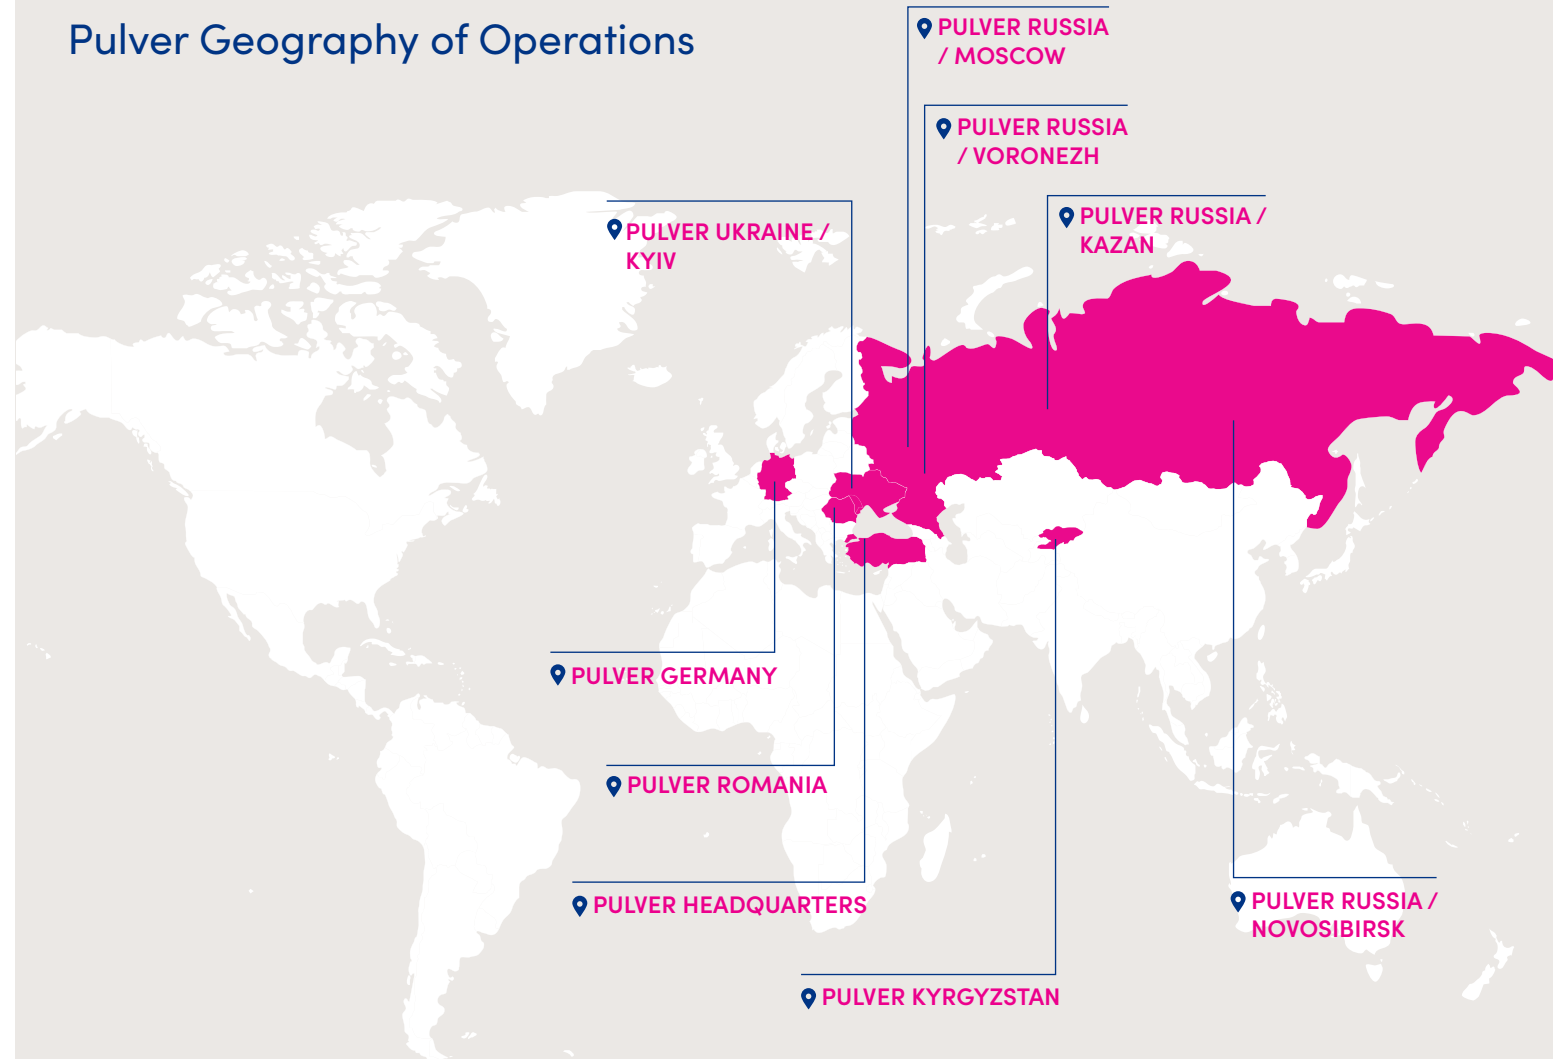 Pulver Geography of Operations
PULVER RUSSIA
/ MOSCOW
PULVER RUSSIA
/ VORONEZH
PULVER RUSSIA /
KAZAN
PULVER UKRAINE /
KYIV
PULVER GERMANY
PULVER ROMANIA
PULVER HEADQUARTERS
PULVER RUSSIA /
NOVOSIBIRSK
PULVER KYRGYZSTAN